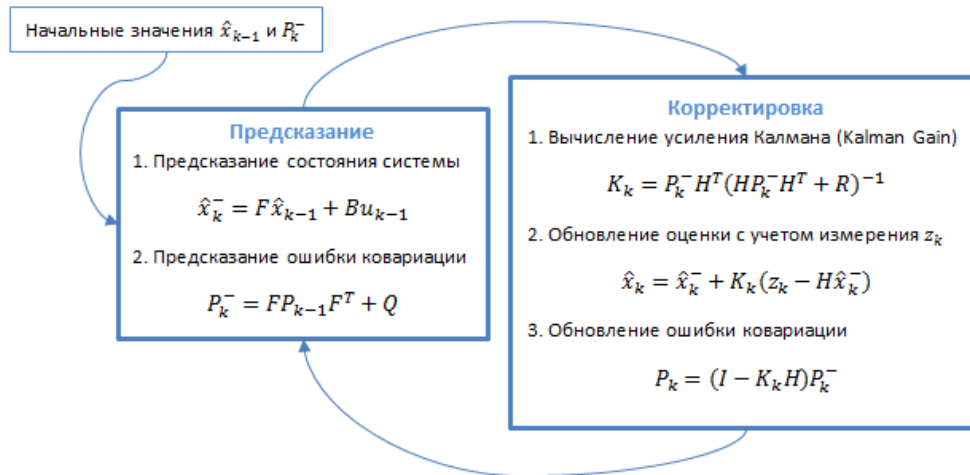 Начальные значения x̂ₖ₋₁ и Pₖ⁻
Предсказание
1. Предсказание состояния системы
x̂ₖ⁻ = Fx̂ₖ₋₁ + Buₖ₋₁
2. Предсказание ошибки ковариации
Pₖ⁻ = FPₖ₋₁Fᵀ + Q
Корректировка
1. Вычисление усиления Калмана (Kalman Gain)
Kₖ = Pₖ⁻Hᵀ(HPₖ⁻Hᵀ + R)⁻¹
2. Обновление оценки с учетом измерения zₖ
x̂ₖ = x̂ₖ⁻ + Kₖ(zₖ − Hx̂ₖ⁻)
3. Обновление ошибки ковариации
Pₖ = (I − KₖH)Pₖ⁻